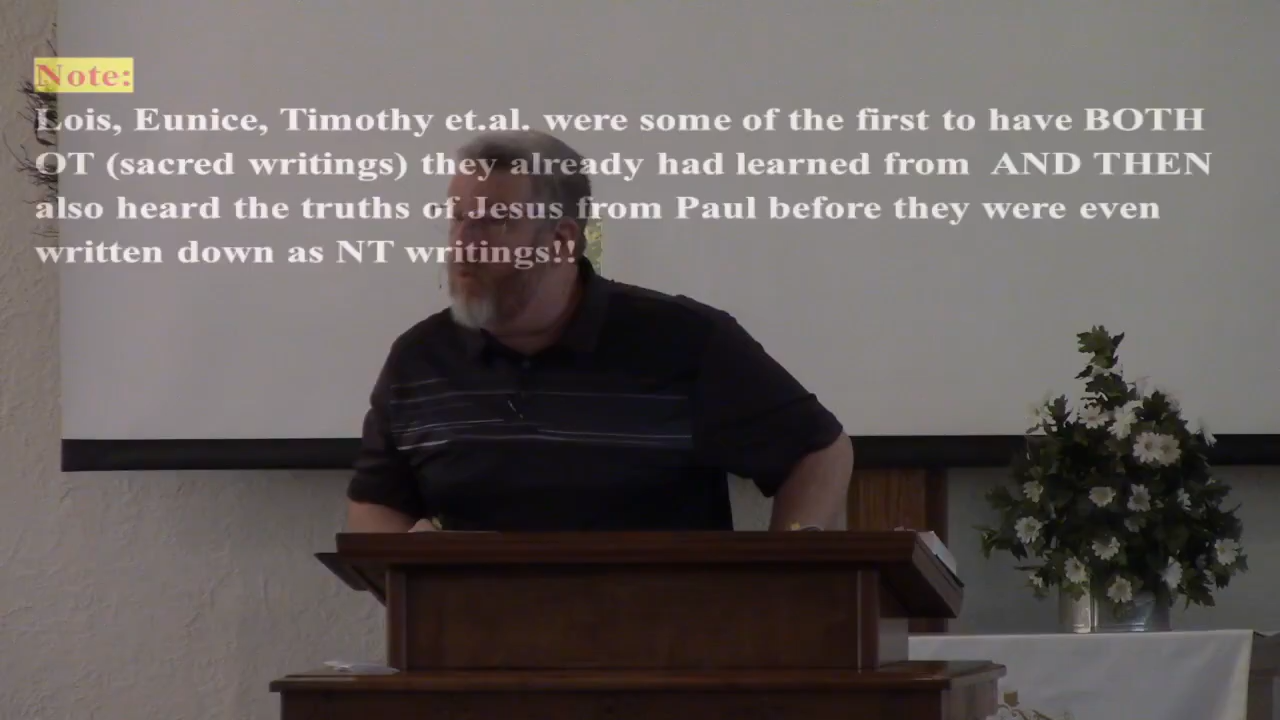 Note:
Lois, Eunice, Timothy et.al. were some of the first to have BOTH
OT (sacred writings) they already had learned from AND THEN
also heard the truths of Jesus from Paul before they were even
written down as NT writings!!